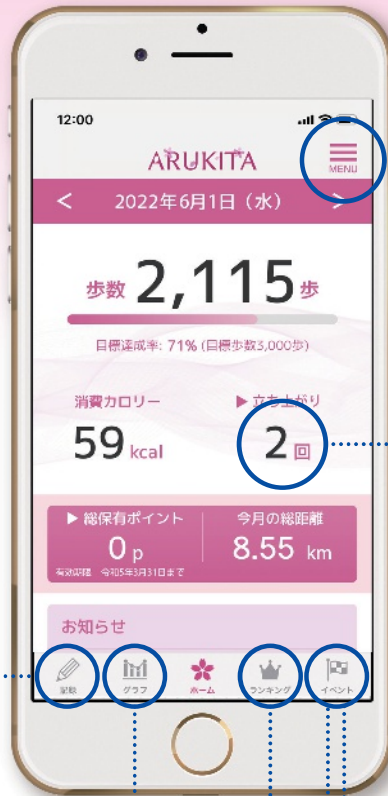 12:00
ARUKITA
MENU
< 2022年6月1日（水） >
歩数 2,115 歩
目標達成率: 71% (目標歩数3,000歩)
消費カロリー ▶ 立ち上がり
59 kcal 2 回
▶ 総保有ポイント 今月の総距離
0 p 8.55 km
有効期限 令和5年3月31日まで
お知らせ
記録 グラフ ホーム ランキング イベント